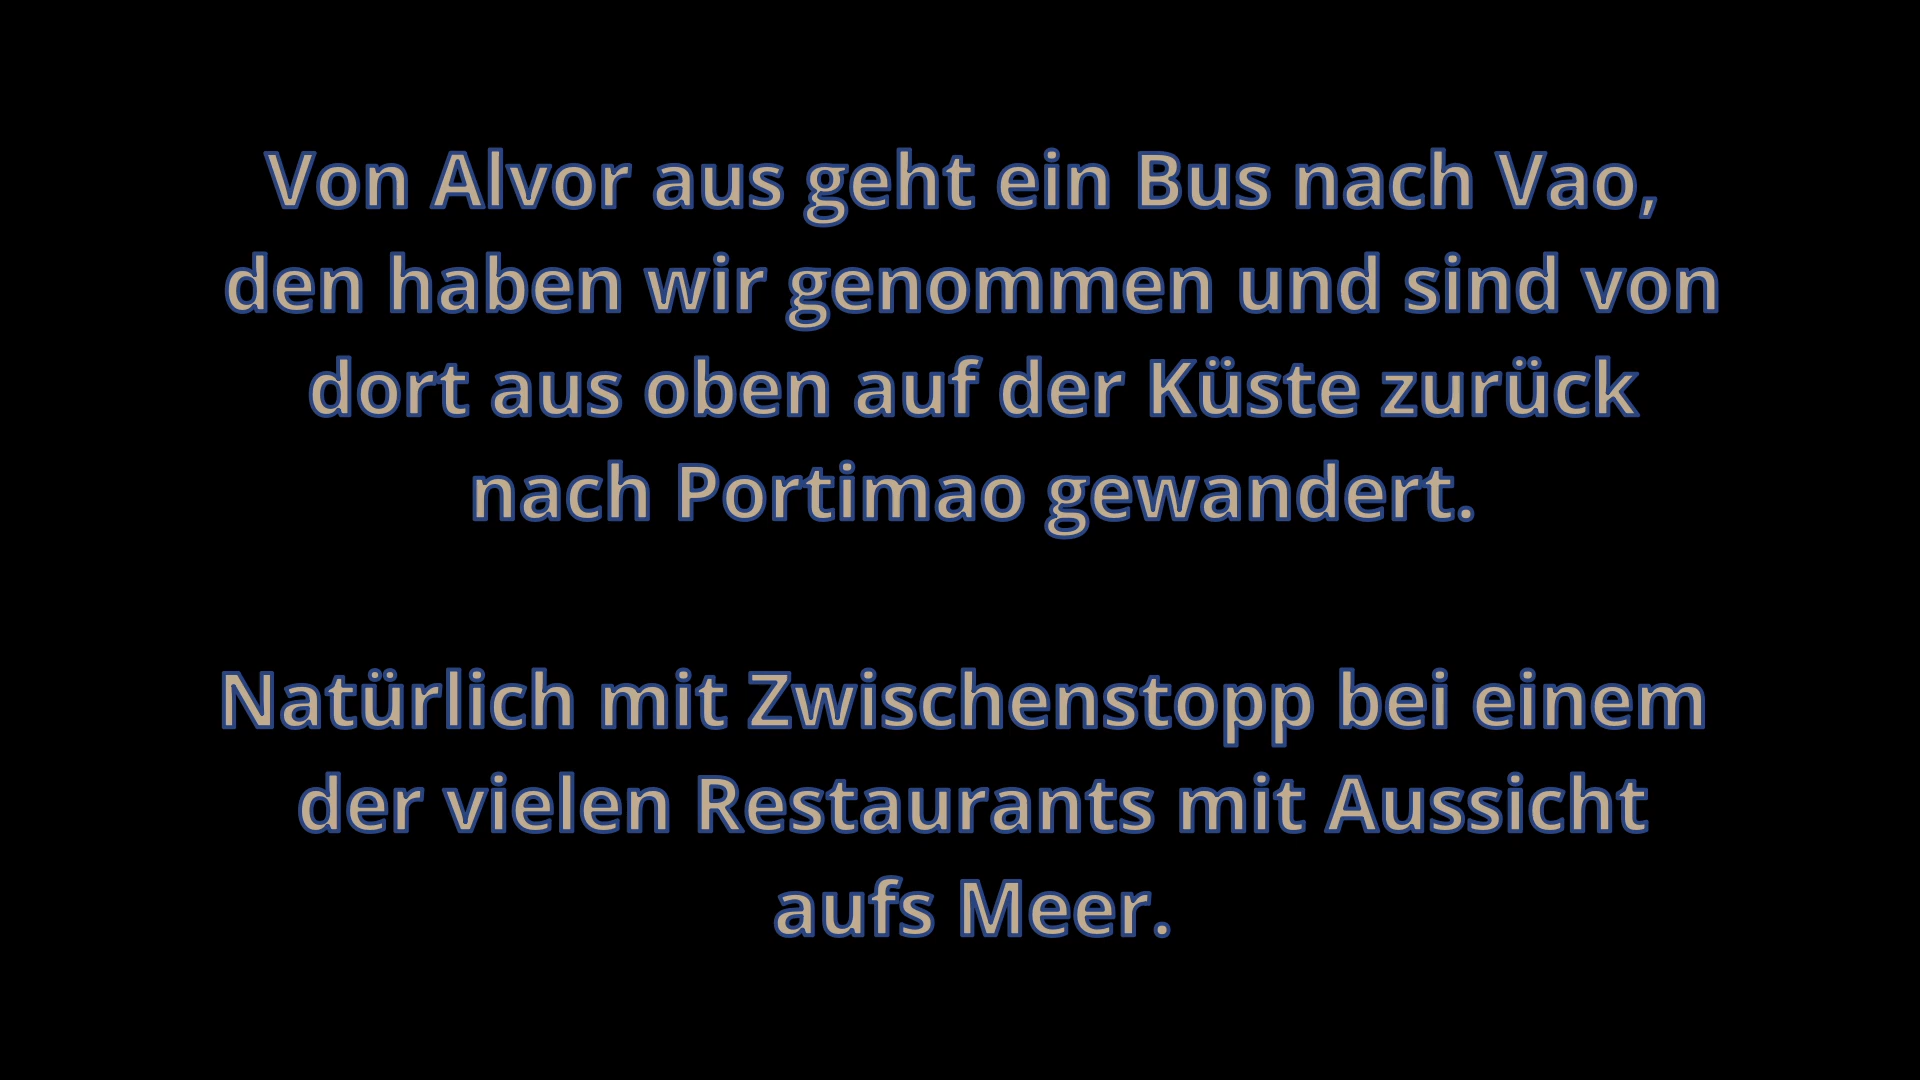 Von Alvor aus geht ein Bus nach Vao,
den haben wir genommen und sind von
dort aus oben auf der Küste zurück
nach Portimao gewandert.
Natürlich mit Zwischenstopp bei einem
der vielen Restaurants mit Aussicht
aufs Meer.